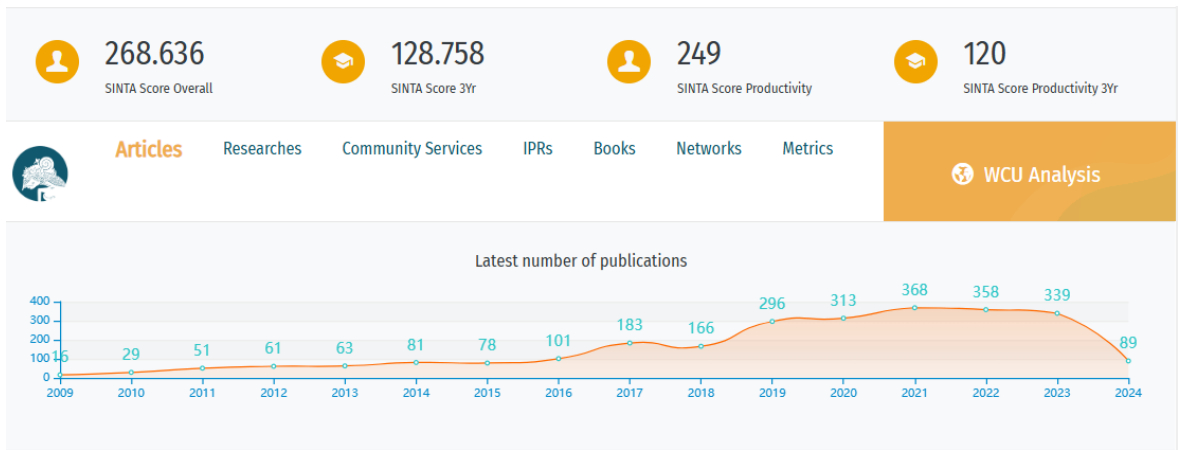 268.636 128.758 249 120
SINTA Score Overall SINTA Score 3Yr SINTA Score Productivity SINTA Score Productivity 3Yr
Articles Researches Community Services IPRs Books Networks Metrics
WCU Analysis
Latest number of publications
400
300
200
100
0
16 29 51 61 63 81 78 101 183 166 296 313 368 358 339 89
2009 2010 2011 2012 2013 2014 2015 2016 2017 2018 2019 2020 2021 2022 2023 2024